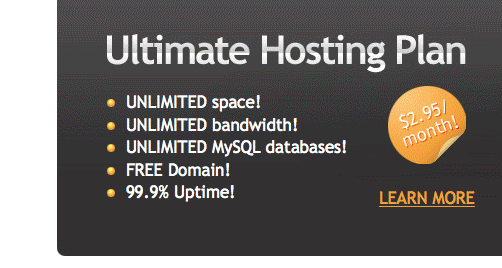 Ultimate Hosting Plan
UNLIMITED space!
UNLIMITED bandwidth!
UNLIMITED MySQL databases!
FREE Domain!
99.9% Uptime!
$2.95/
month!
LEARN MORE